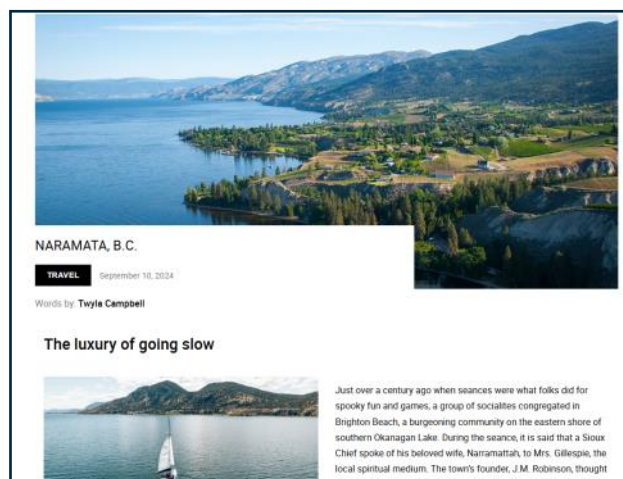 NARAMATA, B.C.
TRAVEL September 10, 2024
Words by: Twyla Campbell
The luxury of going slow
Just over a century ago when seances were what folks did for
spooky fun and games, a group of socialites congregated in
Brighton Beach, a burgeoning community on the eastern shore of
southern Okanagan Lake. During the seance, it is said that a Sioux
Chief spoke of his beloved wife, Narramattah, to Mrs. Gillespie, the
local spiritual medium. The town's founder, J.M. Robinson, thought